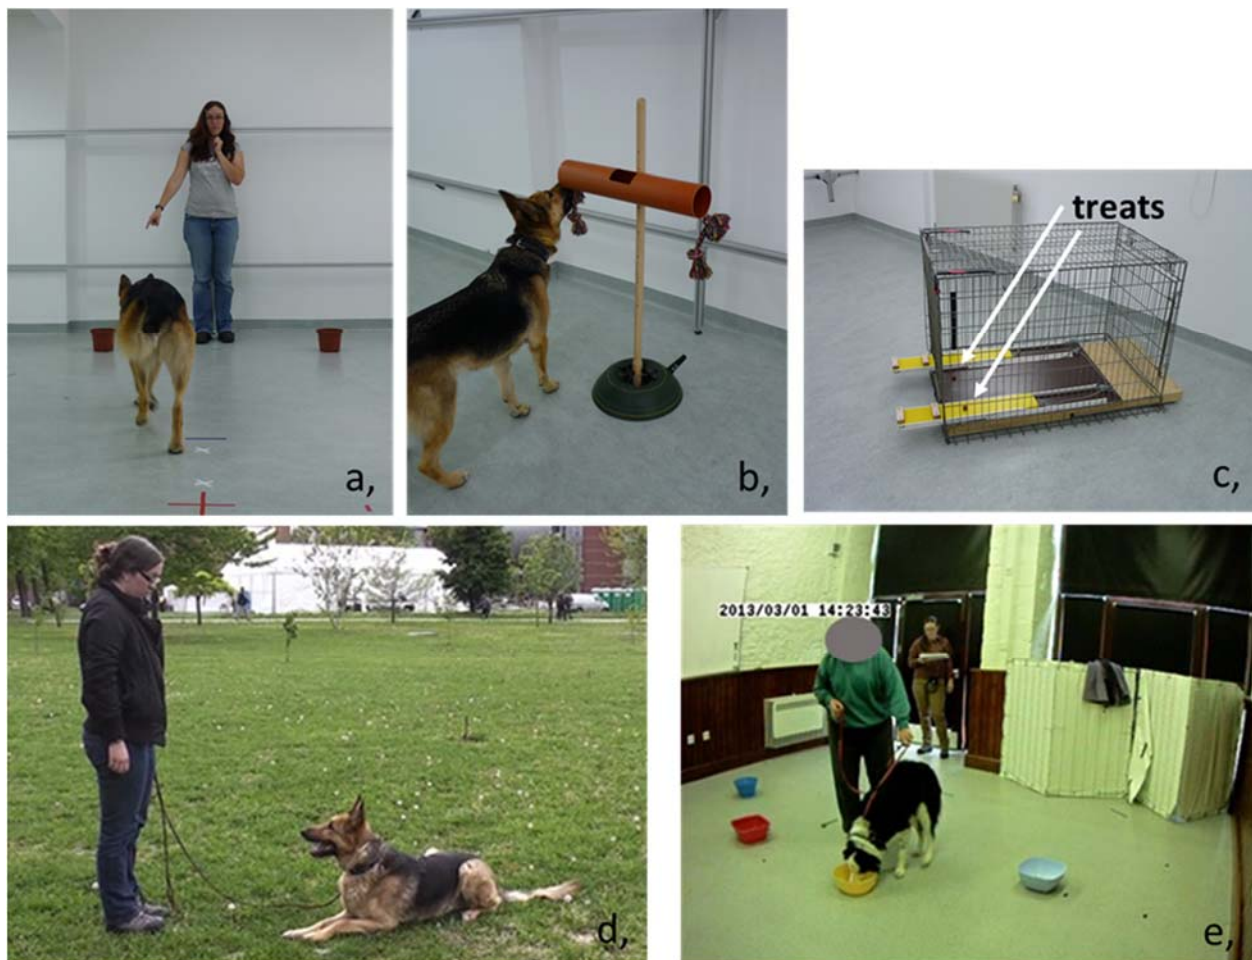 treats
a,
b,
c,
2013/03/01 14:23:43
d,
e,